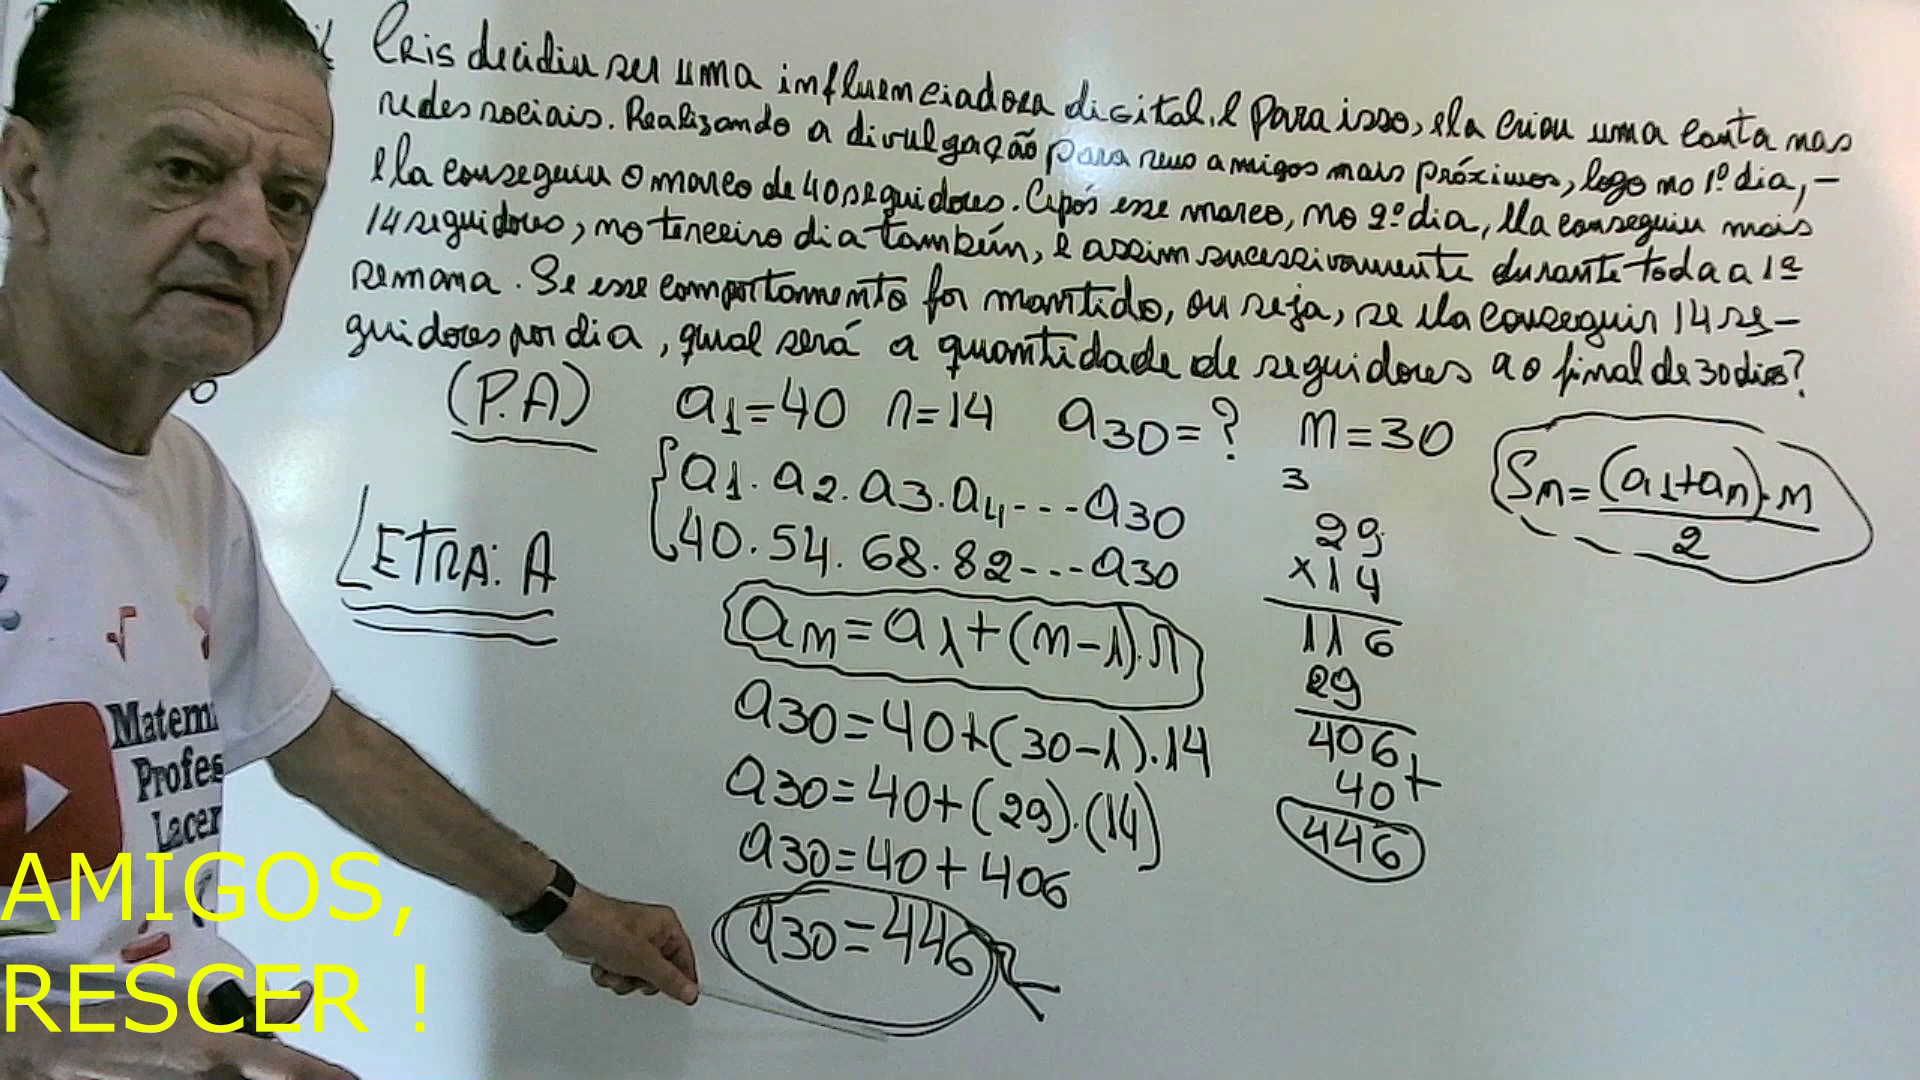 Cris decidiu ser uma influenciadora digital, e para isso, ela criou uma conta nas
redes sociais. Realizando a divulgação para seus amigos mais próximos, logo no 1º dia, -
ela conseguiu o marco de 40 seguidores. Após esse marco, no 2º dia, ela conseguiu mais
14 seguidores, no terceiro dia também, e assim sucessivamente durante toda a 1ª
semana. Se esse comportamento for mantido, ou seja, se ela conseguir 14 se-
guidores por dia, qual será a quantidade de seguidores ao final de 30 dias?
(P.A) a1=40 r=14 a30=? n=30
Sn=(a1+an).n
2
a1.a2.a3.a4---a30
40.54.68.82---a30
LETRA: A
an=a1+(n-1).r
a30=40+(30-1).14
a30=40+(29).(14)
a30=40+406
a30=446
3
29
x14
116
29
406+
40
446
Matem
Profes
Lacer
AMIGOS,
RESCER !